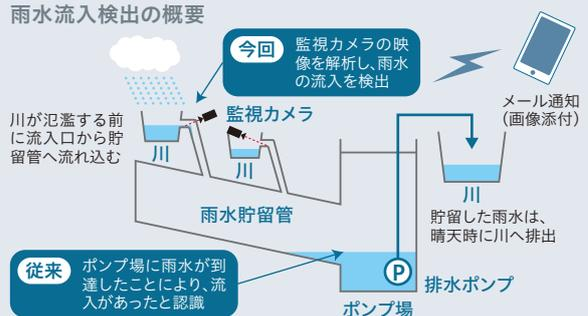 雨水流入検出の概要
今回
監視カメラの映
像を解析し、雨水
の流入を検出
メール通知
(画像添付)
川が氾濫する前
に流入口から貯
留管へ流れ込む
監視カメラ
川
川
川
雨水貯留管
貯留した雨水は、
晴天時に川へ排出
従来
ポンプ場に雨水が到
達したことにより、流
入があったと認識
P
排水ポンプ
ポンプ場